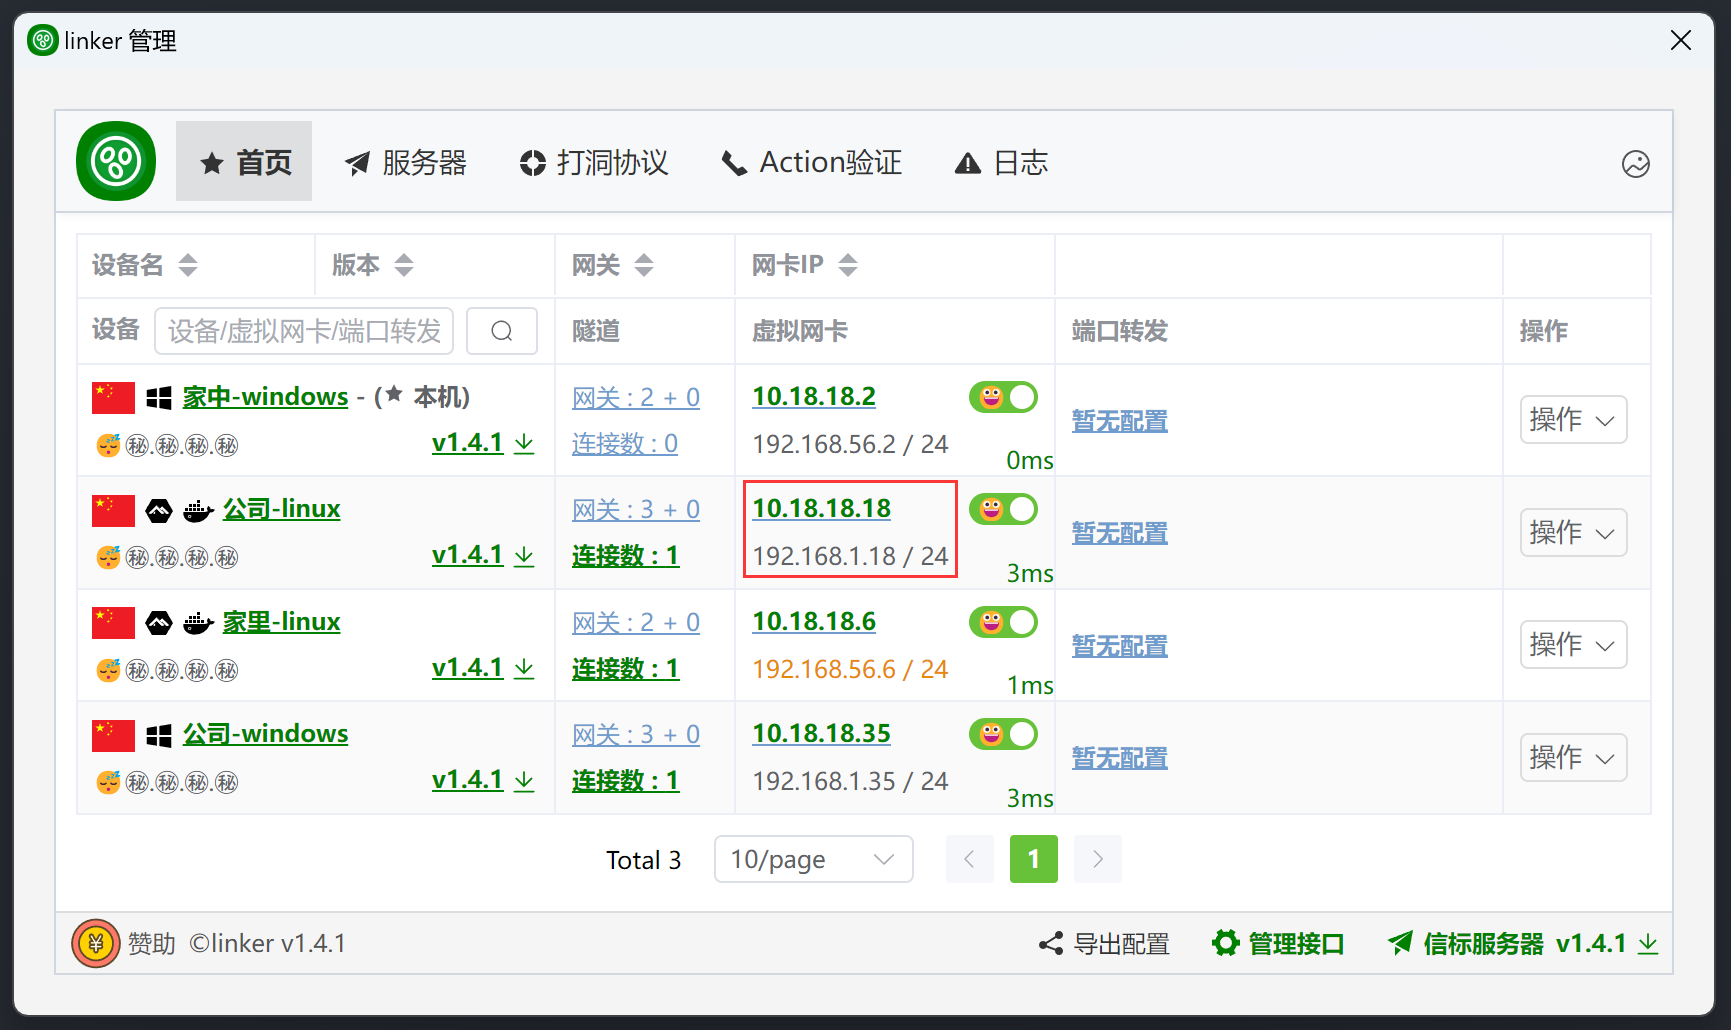 linker 管理
首页 服务器 打洞协议 Action验证 日志
设备名 版本 网关 网卡IP
设备 设备/虚拟网卡/端口转发 隧道 虚拟网卡 端口转发 操作
家中-windows - (★ 本机) 网关 : 2 + 0 10.18.18.2 暂无配置 操作
㊙.㊙.㊙.㊙ v1.4.1 连接数 : 0 192.168.56.2 / 24 0ms
公司-linux 网关 : 3 + 0 10.18.18.18 暂无配置 操作
㊙.㊙.㊙.㊙ v1.4.1 连接数 : 1 192.168.1.18 / 24 3ms
家里-linux 网关 : 2 + 0 10.18.18.6 暂无配置 操作
㊙.㊙.㊙.㊙ v1.4.1 连接数 : 1 192.168.56.6 / 24 1ms
公司-windows 网关 : 3 + 0 10.18.18.35 暂无配置 操作
㊙.㊙.㊙.㊙ v1.4.1 连接数 : 1 192.168.1.35 / 24 3ms
Total 3 10/page 1
赞助 ©linker v1.4.1 导出配置 管理接口 信标服务器 v1.4.1